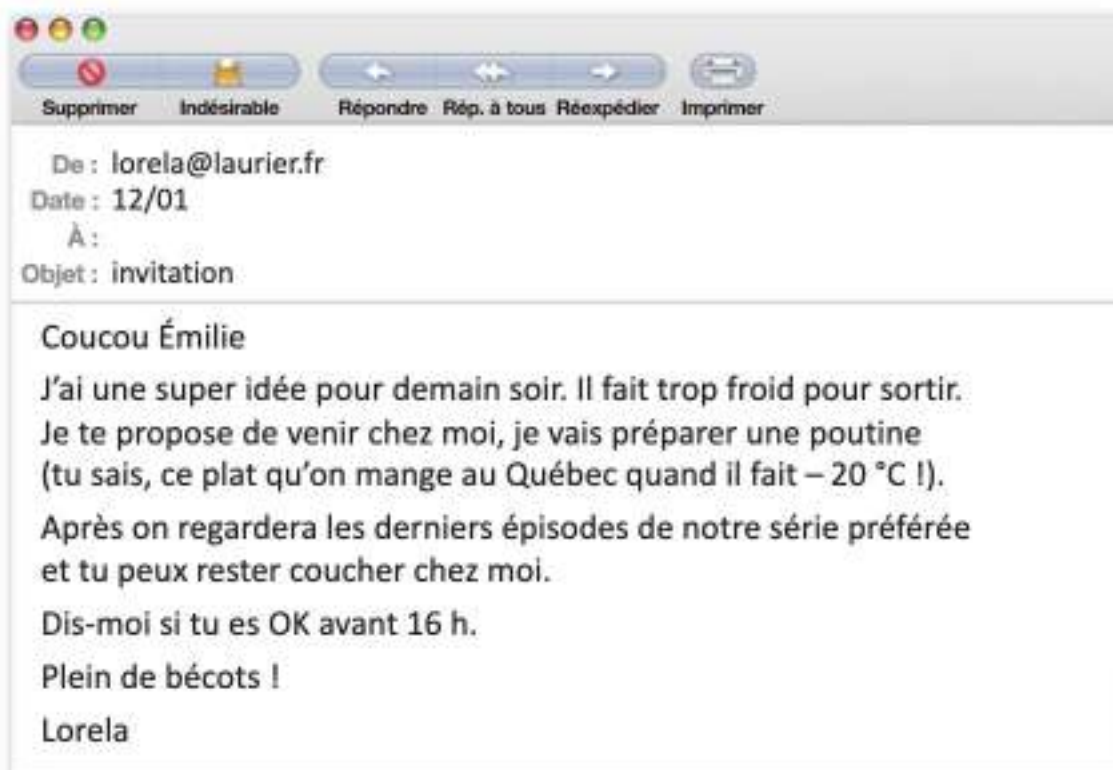 Supprimer Indésirable Répondre Rép. à tous Réexpédier Imprimer
De : lorela@laurier.fr
Date : 12/01
À :
Objet : invitation
Coucou Émilie
J'ai une super idée pour demain soir. Il fait trop froid pour sortir.
Je te propose de venir chez moi, je vais préparer une poutine
(tu sais, ce plat qu'on mange au Québec quand il fait – 20 °C !).
Après on regardera les derniers épisodes de notre série préférée
et tu peux rester coucher chez moi.
Dis-moi si tu es OK avant 16 h.
Plein de bécots !
Lorela